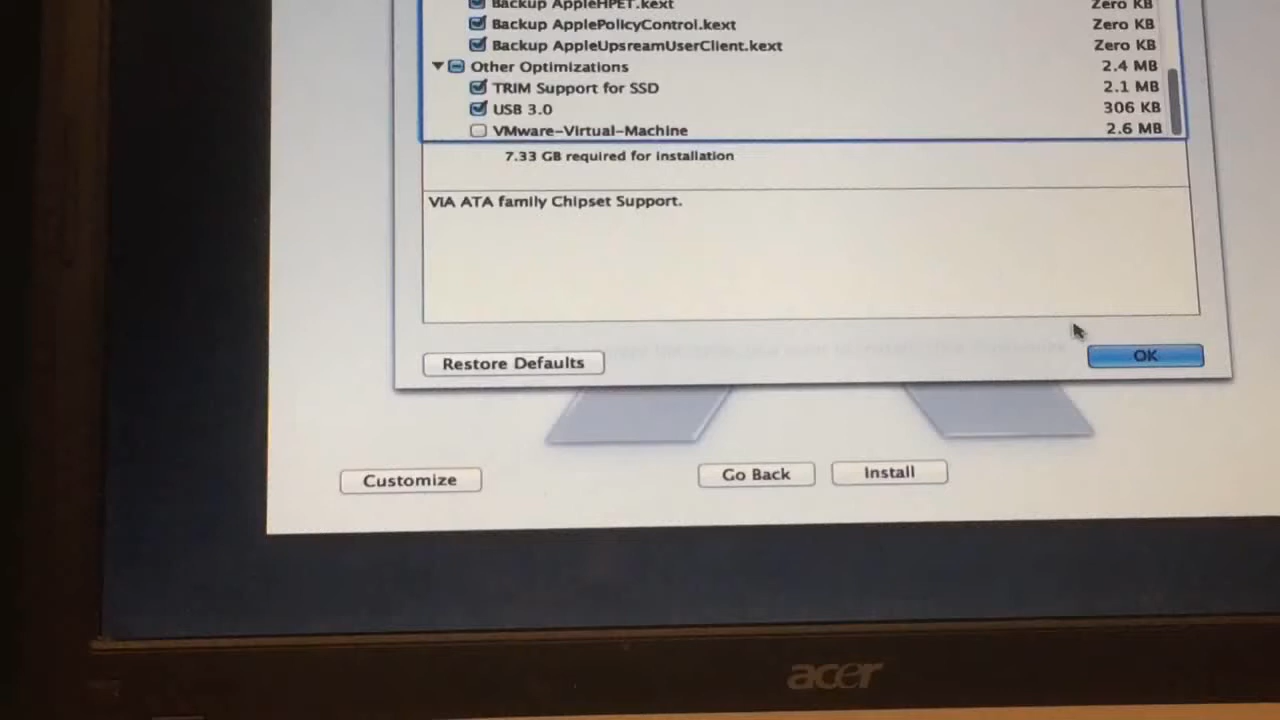 Backup AppleHPET.kext Zero KB
Backup ApplePolicyControl.kext Zero KB
Backup AppleUpsreamUserClient.kext Zero KB
Other Optimizations 2.4 MB
TRIM Support for SSD 2.1 MB
USB 3.0 306 KB
VMware-Virtual-Machine 2.6 MB
7.33 GB required for installation
VIA ATA family Chipset Support.
Restore Defaults OK
Customize Go Back Install
acer